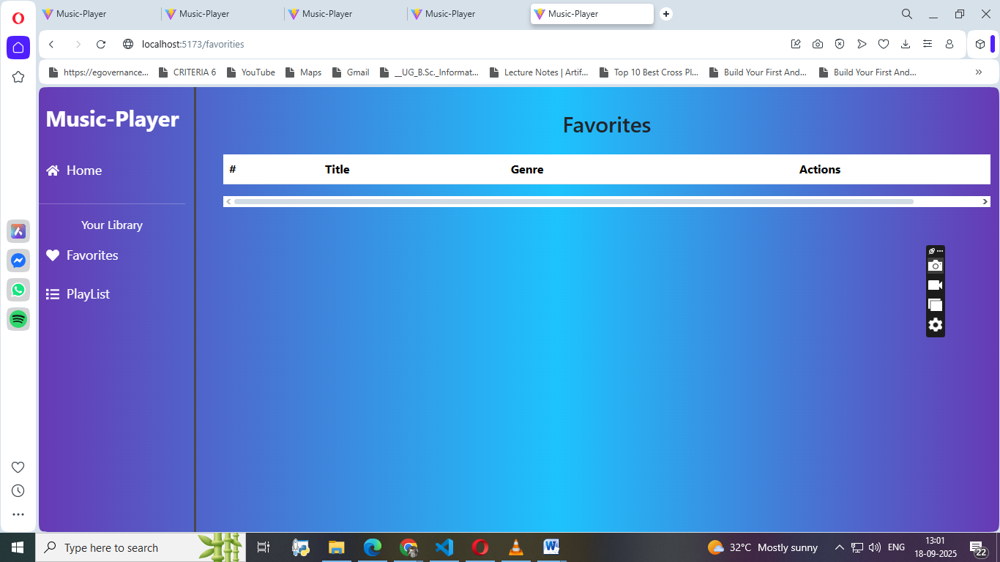 Music-Player
Music-Player
Music-Player
Music-Player
Music-Player
localhost:5173/favorities
https://egovernance...
CRITERIA 6
YouTube
Maps
Gmail
__UG_B.Sc._Informat...
Lecture Notes | Artif...
Top 10 Best Cross Pl...
Build Your First And...
Build Your First And...
Music-Player
Home
Your Library
Favorites
PlayList
Favorites
# Title Genre Actions
Type here to search
32°C Mostly sunny
ENG
13:01
18-09-2025
22